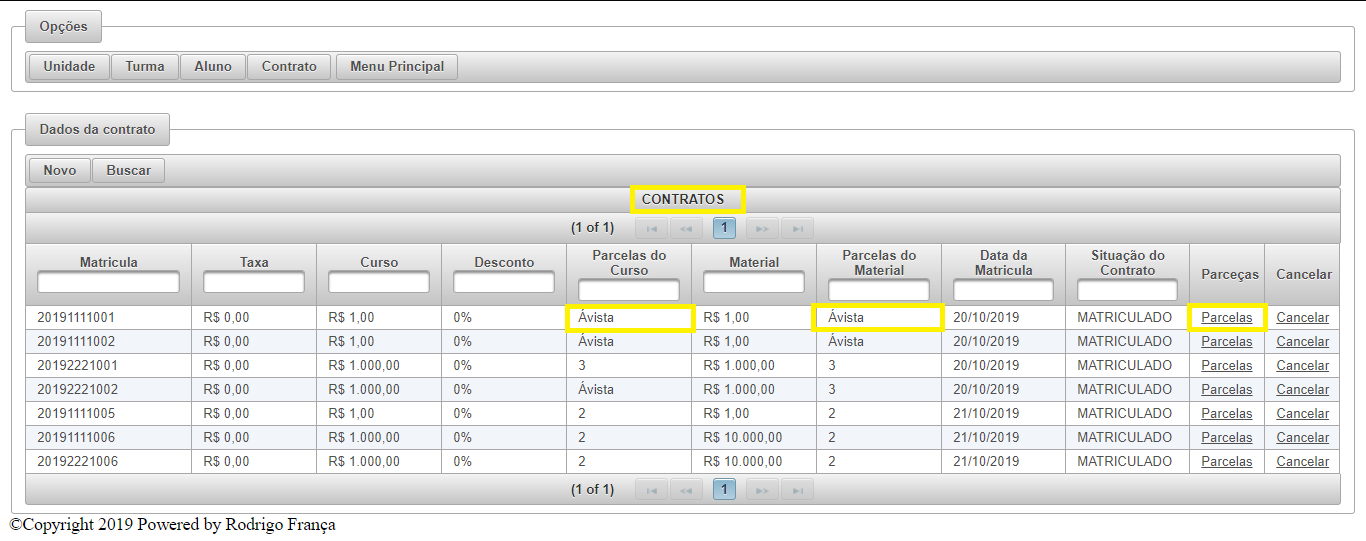 Opções
Unidade Turma Aluno Contrato Menu Principal
Dados da contrato
Novo Buscar
CONTRATOS
(1 of 1) 1
Matricula Taxa Curso Desconto Parcelas do Curso Material Parcelas do Material Data da Matricula Situação do Contrato Parceças Cancelar
20191111001 R$ 0,00 R$ 1,00 0% Ávista R$ 1,00 Ávista 20/10/2019 MATRICULADO Parcelas Cancelar
20191111002 R$ 0,00 R$ 1,00 0% Ávista R$ 1,00 Ávista 20/10/2019 MATRICULADO Parcelas Cancelar
20192221001 R$ 0,00 R$ 1.000,00 0% 3 R$ 1.000,00 3 20/10/2019 MATRICULADO Parcelas Cancelar
20192221002 R$ 0,00 R$ 1.000,00 0% Ávista R$ 1.000,00 3 20/10/2019 MATRICULADO Parcelas Cancelar
20191111005 R$ 0,00 R$ 1,00 0% 2 R$ 1,00 2 21/10/2019 MATRICULADO Parcelas Cancelar
20191111006 R$ 0,00 R$ 1.000,00 0% 2 R$ 10.000,00 2 21/10/2019 MATRICULADO Parcelas Cancelar
20192221006 R$ 0,00 R$ 1.000,00 0% 2 R$ 10.000,00 2 21/10/2019 MATRICULADO Parcelas Cancelar
(1 of 1) 1
©Copyright 2019 Powered by Rodrigo França